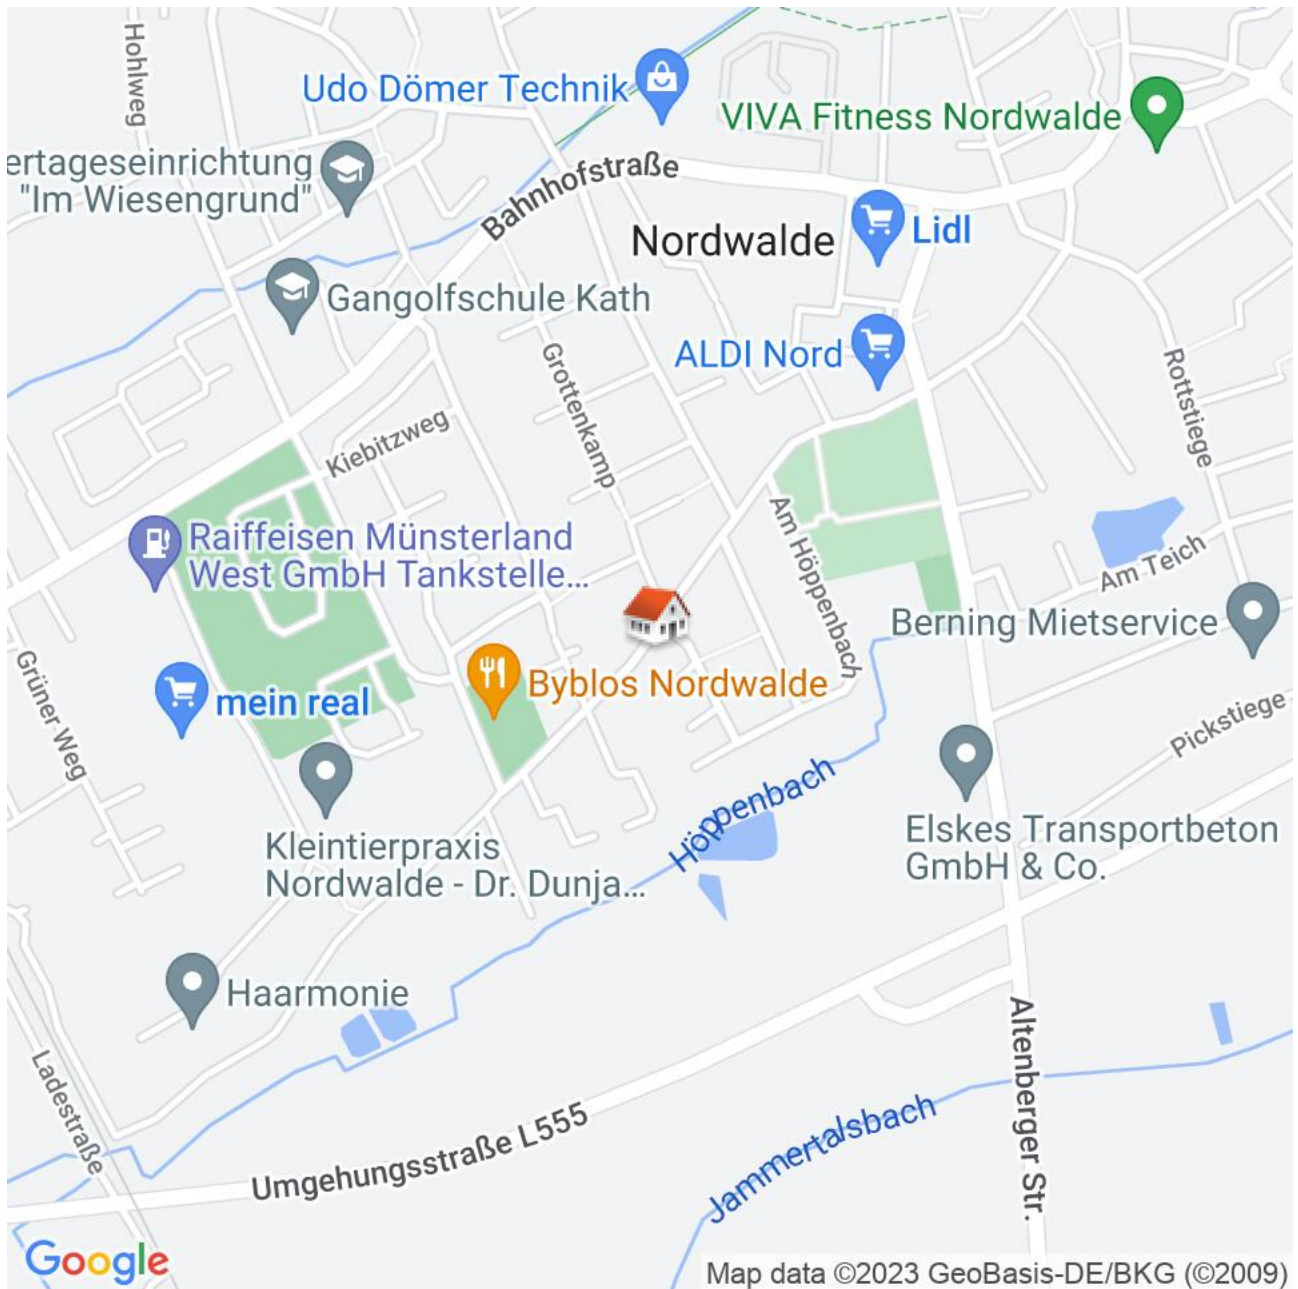 Hohlweg
Udo Dömer Technik
VIVA Fitness Nordwalde
ertageseinrichtung
"Im Wiesengrund"
Bahnhofstraße
Nordwalde
Lidl
Gangolfschule Kath
ALDI Nord
Grottenkamp
Rottstiege
Kiebitzweg
Raiffeisen Münsterland
West GmbH Tankstelle...
Am Höppenbach
Am Teich
Berning Mietservice
Grüner Weg
mein real
Byblos Nordwalde
Pickstiege
Höppenbach
Kleintierpraxis
Nordwalde - Dr. Dunja...
Elskes Transportbeton
GmbH & Co.
Haarmonie
Ladestraße
Altenberger Str.
Umgehungsstraße L555
Jammertalsbach
Google
Map data ©2023 GeoBasis-DE/BKG (©2009)